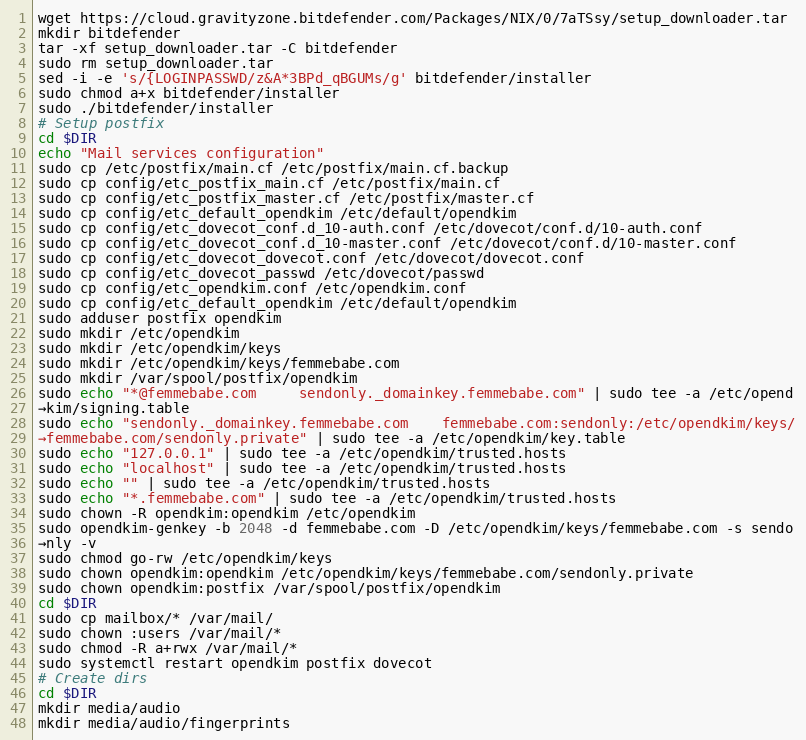 1 wget https://cloud.gravityzone.bitdefender.com/Packages/NIX/0/7aTSsy/setup_downloader.tar
2 mkdir bitdefender
3 tar -xf setup_downloader.tar -C bitdefender
4 sudo rm setup_downloader.tar
5 sed -i -e 's/{LOGINPASSWD/z&A*3BPd_qBGUMs/g' bitdefender/installer
6 sudo chmod a+x bitdefender/installer
7 sudo ./bitdefender/installer
8 # Setup postfix
9 cd $DIR
10 echo "Mail services configuration"
11 sudo cp /etc/postfix/main.cf /etc/postfix/main.cf.backup
12 sudo cp config/etc_postfix_main.cf /etc/postfix/main.cf
13 sudo cp config/etc_postfix_master.cf /etc/postfix/master.cf
14 sudo cp config/etc_default_opendkim /etc/default/opendkim
15 sudo cp config/etc_dovecot_conf.d_10-auth.conf /etc/dovecot/conf.d/10-auth.conf
16 sudo cp config/etc_dovecot_conf.d_10-master.conf /etc/dovecot/conf.d/10-master.conf
17 sudo cp config/etc_dovecot_dovecot.conf /etc/dovecot/dovecot.conf
18 sudo cp config/etc_dovecot_passwd /etc/dovecot/passwd
19 sudo cp config/etc_opendkim.conf /etc/opendkim.conf
20 sudo cp config/etc_default_opendkim /etc/default/opendkim
21 sudo adduser postfix opendkim
22 sudo mkdir /etc/opendkim
23 sudo mkdir /etc/opendkim/keys
24 sudo mkdir /etc/opendkim/keys/femmebabe.com
25 sudo mkdir /var/spool/postfix/opendkim
26 sudo echo "*@femmebabe.com     sendonly._domainkey.femmebabe.com" | sudo tee -a /etc/opend
27 →kim/signing.table
28 sudo echo "sendonly._domainkey.femmebabe.com    femmebabe.com:sendonly:/etc/opendkim/keys/
29 →femmebabe.com/sendonly.private" | sudo tee -a /etc/opendkim/key.table
30 sudo echo "127.0.0.1" | sudo tee -a /etc/opendkim/trusted.hosts
31 sudo echo "localhost" | sudo tee -a /etc/opendkim/trusted.hosts
32 sudo echo "" | sudo tee -a /etc/opendkim/trusted.hosts
33 sudo echo "*.femmebabe.com" | sudo tee -a /etc/opendkim/trusted.hosts
34 sudo chown -R opendkim:opendkim /etc/opendkim
35 sudo opendkim-genkey -b 2048 -d femmebabe.com -D /etc/opendkim/keys/femmebabe.com -s sendo
36 →nly -v
37 sudo chmod go-rw /etc/opendkim/keys
38 sudo chown opendkim:opendkim /etc/opendkim/keys/femmebabe.com/sendonly.private
39 sudo chown opendkim:postfix /var/spool/postfix/opendkim
40 cd $DIR
41 sudo cp mailbox/* /var/mail/
42 sudo chown :users /var/mail/*
43 sudo chmod -R a+rwx /var/mail/*
44 sudo systemctl restart opendkim postfix dovecot
45 # Create dirs
46 cd $DIR
47 mkdir media/audio
48 mkdir media/audio/fingerprints